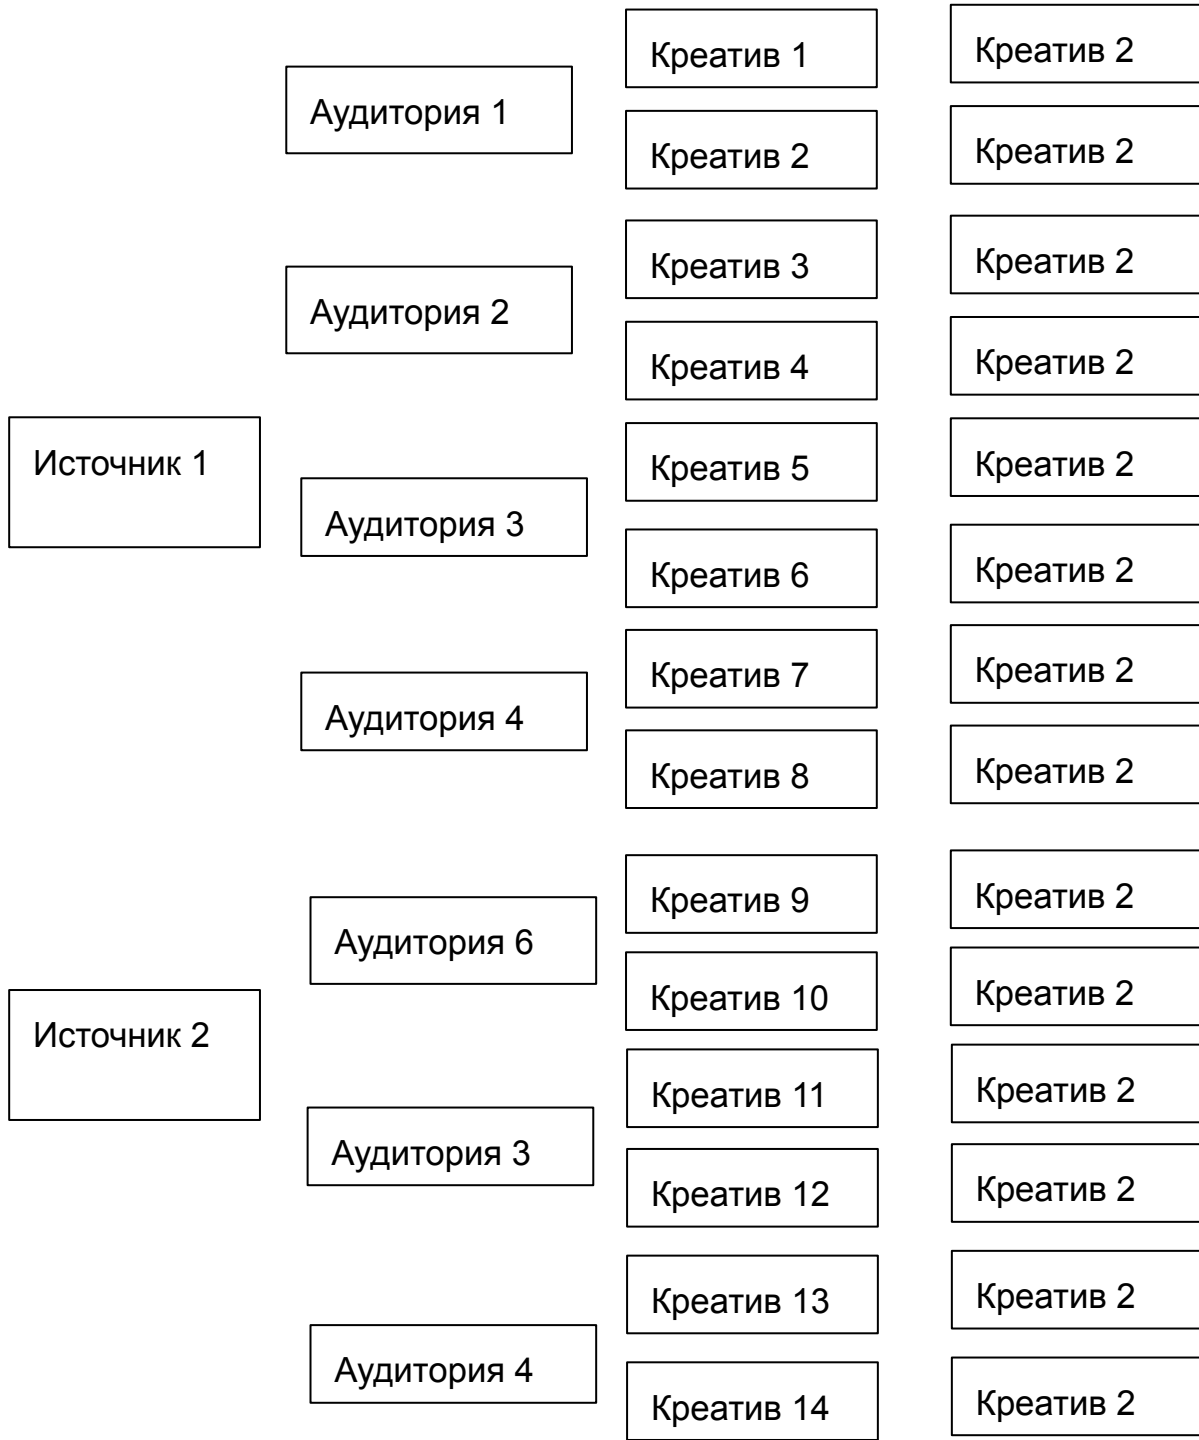 Креатив 1
Креатив 2
Аудитория 1
Креатив 2
Креатив 2
Креатив 3
Креатив 2
Аудитория 2
Креатив 4
Креатив 2
Источник 1
Креатив 5
Креатив 2
Аудитория 3
Креатив 6
Креатив 2
Креатив 7
Креатив 2
Аудитория 4
Креатив 8
Креатив 2
Креатив 9
Креатив 2
Аудитория 6
Креатив 10
Креатив 2
Источник 2
Креатив 11
Креатив 2
Аудитория 3
Креатив 12
Креатив 2
Креатив 13
Креатив 2
Аудитория 4
Креатив 14
Креатив 2